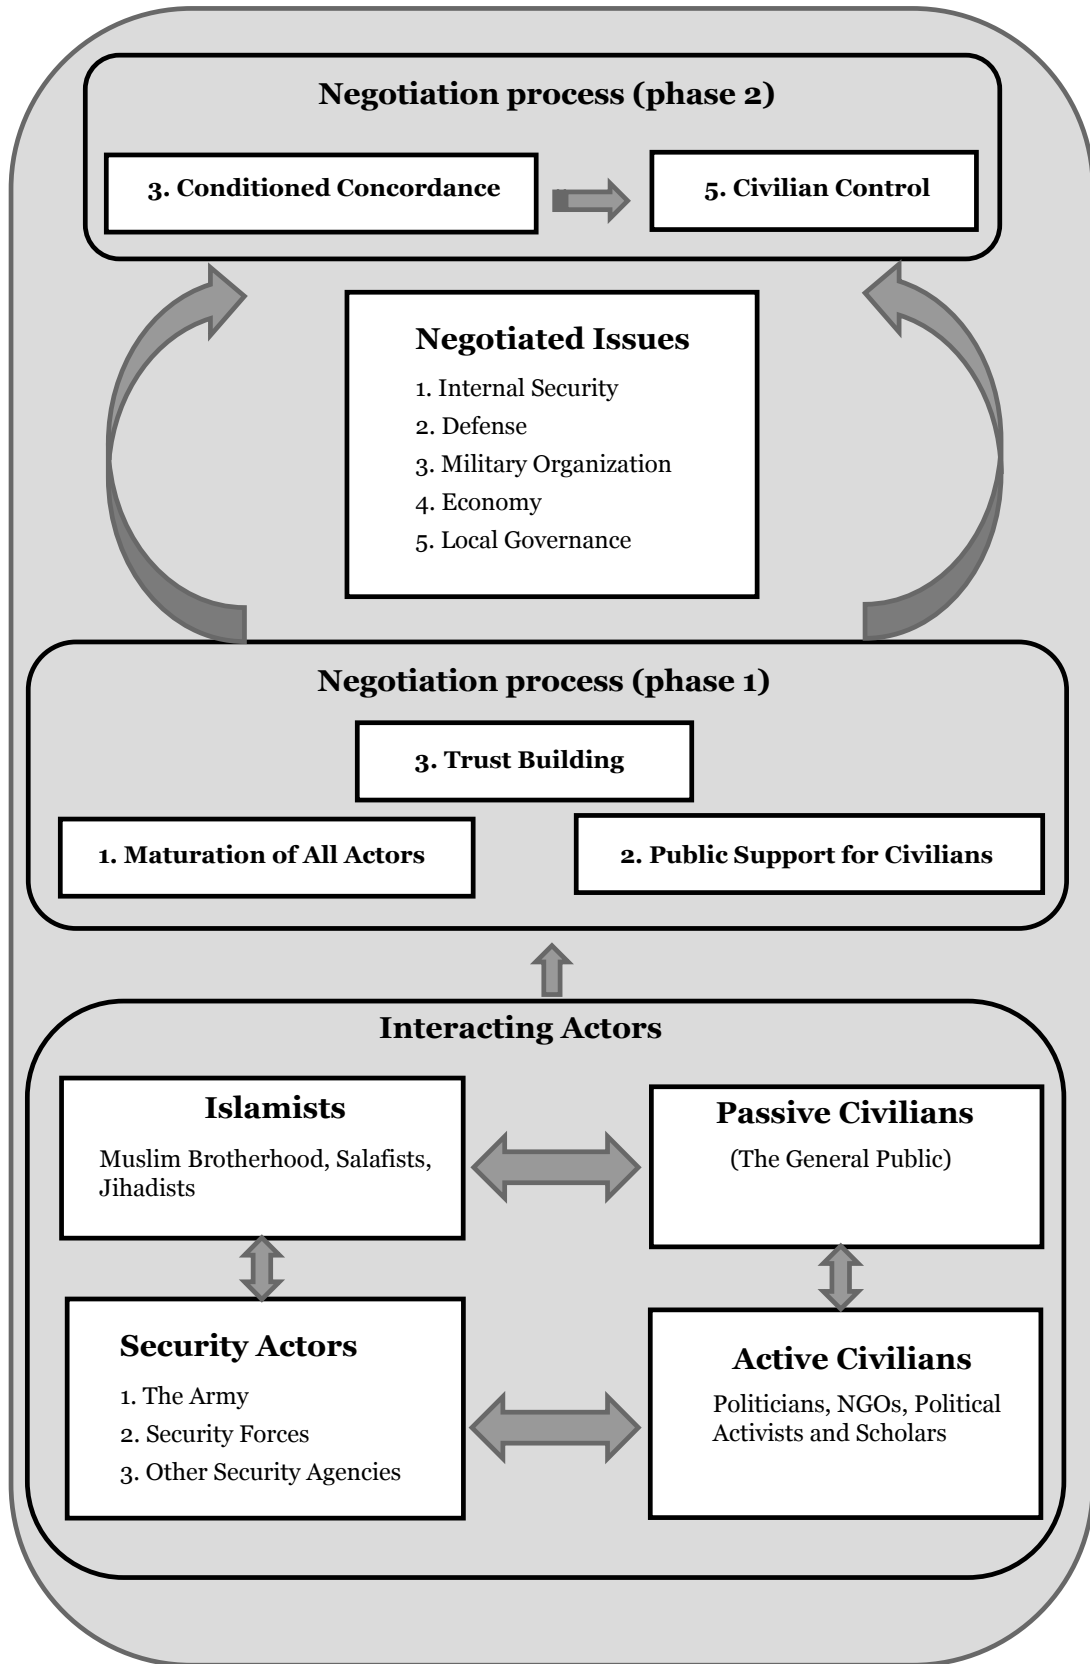 Negotiation process (phase 2)
3. Conditioned Concordance
5. Civilian Control
Negotiated Issues
1. Internal Security
2. Defense
3. Military Organization
4. Economy
5. Local Governance
Negotiation process (phase 1)
3. Trust Building
1. Maturation of All Actors
2. Public Support for Civilians
Interacting Actors
Islamists
Muslim Brotherhood, Salafists,
Jihadists
Passive Civilians
(The General Public)
Security Actors
1. The Army
2. Security Forces
3. Other Security Agencies
Active Civilians
Politicians, NGOs, Political
Activists and Scholars